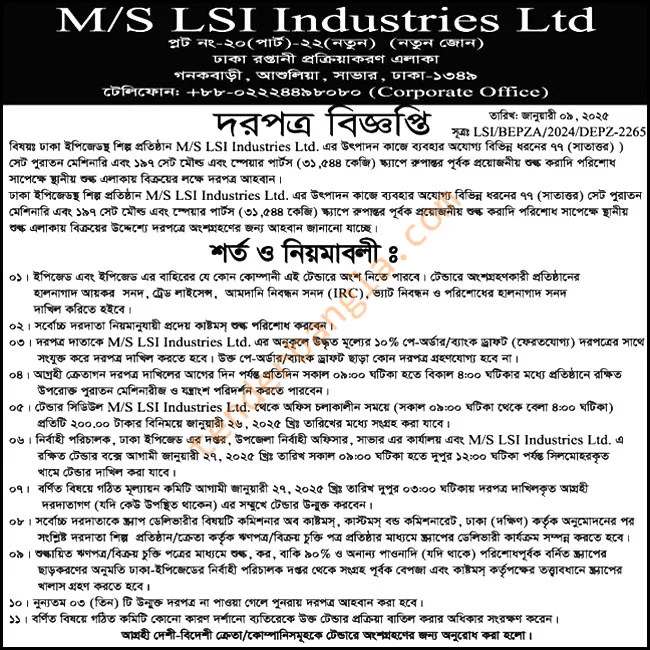 M/S LSI Industries Ltd
প্লট নং-২০(পার্ট)-২২(নতুন) (নতুন জোন)
ঢাকা রপ্তানী প্রক্রিয়াকরণ এলাকা
গনকবাড়ী, আশুলিয়া, সাভার, ঢাকা-১৩৪৯
টেলিফোন: +৮৮-০২২২৪৪৯৮০৮০ (Corporate Office)
দরপত্র বিজ্ঞপ্তি
তারিখ: জানুয়ারী ০৯, ২০২৫
সূত্রঃ LSI/BEPZA/2024/DEPZ-2265
বিষয়ঃ ঢাকা ইপিজেডস্থ শিল্প প্রতিষ্ঠান M/S LSI Industries Ltd. এর উৎপাদন কাজে ব্যবহার অযোগ্য বিভিন্ন ধরনের ৭৭ (সাতাত্তর) )
সেট পুরাতন মেশিনারি এবং ১৯৭ সেট মৌল্ড এবং স্পেয়ার পার্টস (৩১,৫৪৪ কেজি) স্ক্যাপে রুপান্তর পূর্বক প্রয়োজনীয় শুল্ক করাদি পরিশোধ
সাপেক্ষে স্থানীয় শুল্ক এলাকায় বিক্রয়ের লক্ষে দরপত্র আহবান।
ঢাকা ইপিজেডস্থ শিল্প প্রতিষ্ঠান M/S LSI Industries Ltd. এর উৎপাদন কাজে ব্যবহার অযোগ্য বিভিন্ন ধরনের ৭৭ (সাতাত্তর) সেট পুরাতন
মেশিনারি এবং ১৯৭ সেট মৌল্ড এবং স্পেয়ার পার্টস (৩১,৫৪৪ কেজি) স্ক্যাপে রুপান্তর পূর্বক প্রয়োজনীয় শুল্ক করাদি পরিশোধ সাপেক্ষে স্থানীয়
শুল্ক এলাকায় বিক্রয়ের উদ্দেশ্যে দরপত্র অংশগ্রহণের জন্য আহবান জানানো যাচ্ছে।
শর্ত ও নিয়মাবলী ঃ
০১। ইপিজেড এবং ইপিজেড এর বাহিরের যে কোন কোম্পানী এই টেন্ডারে অংশ নিতে পারবে। টেন্ডারে অংশগ্রহণকারী প্রতিষ্ঠানের
হালনাগাদ আয়কর সনদ, ট্রেড লাইসেন্স, আমদানি নিবন্ধন সনদ (IRC), ভ্যাট নিবন্ধন ও পরিশোধের হালনাগাদ সনদ
দাখিল করিতে হইবে।
০২। সর্বোচ্চ দরদাতা নিয়মানুযায়ী প্রদেয় কাষ্টমস্ শুল্ক পরিশোধ করবেন।
০৩। দরপত্র দাতাকে M/S LSI Industries Ltd. এর অনুকূলে উদ্ধৃত মূল্যের ১০% পে-অর্ডার/ব্যাংক ড্রাফট (ফেরতযোগ্য) দরপত্রের সাথে
সংযুক্ত করে দরপত্র দাখিল করতে হবে। উক্ত পে-অর্ডার/ব্যাংক ড্রাফট ছাড়া কোন দরপত্র গ্রহণযোগ্য হবে না।
০৪। আগ্রহী ক্রেতাগন দরপত্র দাখিলের আগের দিন পর্যন্ত প্রতিদিন সকাল ০৯:০০ ঘটিকা হতে বিকাল ৪:০০ ঘটিকার মধ্যে প্রতিষ্ঠানে রক্ষিত
উপরোক্ত পুরাতন মেশিনারীজ ও যন্ত্রাংশ পরিদর্শন করতে পারবেন।
০৫। টেন্ডার সিডিউল M/S LSI Industries Ltd. থেকে অফিস চলাকালীন সময়ে (সকাল ০৯:০০ ঘটিকা থেকে বেলা ৪:০০ ঘটিকা)
প্রতিটি ২০০.০০ টাকার বিনিময়ে জানুয়ারী ২৬, ২০২৫ খ্রিঃ তারিখের মধ্যে সংগ্রহ করা যাবে।
০৬। নির্বাহী পরিচালক, ঢাকা ইপিজেড এর দপ্তর, উপজেলা নির্বাহী অফিসার, সাভার এর কার্যালয় এবং M/S LSI Industries Ltd. এ
রক্ষিত টেন্ডার বক্সে আগামী জানুয়ারী ২৭, ২০২৫ খ্রিঃ তারিখ সকাল ০৯:০০ ঘটিকা হতে দুপুর ১২:০০ ঘটিকা পর্যন্ত সিলমোহরকৃত
খামে টেন্ডার দাখিল করা যাবে।
০৭। বর্ণিত বিষয়ে গঠিত মূল্যায়ন কমিটি আগামী জানুয়ারী ২৭, ২০২৫ খ্রিঃ তারিখ দুপুর ০৩:০০ ঘটিকায় দরপত্র দাখিলকৃত আগ্রহী
দরদাতাগণ (যদি কেউ উপস্থিত থাকেন) এর সম্মুখে টেন্ডার উন্মুক্ত করবেন।
০৮। সর্বোচ্চ দরদাতাকে স্ক্র্যাপ ডেলিভারীর বিষয়টি কমিশনার অব কাষ্টমস্, কাস্টমস্ বন্ড কমিশনারেট, ঢাকা (দক্ষিণ) কর্তৃক অনুমোদনের পর
সংশ্লিষ্ট দরদাতা শিল্প প্রতিষ্ঠান/ক্রেতা কর্তৃক ঋণপত্র/বিক্রয় চুক্তি পত্র প্রতিষ্ঠার মাধ্যমে স্ক্র্যাপের ডেলিভারী কার্যক্রম সম্পন্ন করতে হবে।
০৯। শুল্কায়িত ঋণপত্র/বিক্রয় চুক্তি পত্রের মাধ্যমে শুল্ক, কর, বাকি ৯০% ও অনান্য পাওনাদি (যদি থাকে) পরিশোধপূর্বক বর্নিত স্ক্র্যাপের
ছাড়করণের অনুমতি ঢাকা-ইপিজেডের নির্বাহী পরিচালক দপ্তর থেকে সংগ্রহ পূর্বক বেপজা এবং কাষ্টমস্ কর্তৃপক্ষের তত্ত্বাবধানে স্ক্র্যাপের
খালাস গ্রহণ করতে হবে।
১০। নুন্যতম ০৩ (তিন) টি উন্মুক্ত দরপত্র না পাওয়া গেলে পুনরায় দরপত্র আহবান করা হবে।
১১। বর্ণিত বিষয়ে গঠিত কমিটি কোনো কারণ দর্শানো ব্যতিরেকে উক্ত টেন্ডার প্রক্রিয়া বাতিল করার অধিকার সংরক্ষণ করেন।
আগ্রহী দেশী-বিদেশী ক্রেতা/কোম্পানিসমূহকে টেন্ডারে অংশগ্রহণের জন্য অনুরোধ করা হলো।
tenderbangla.com